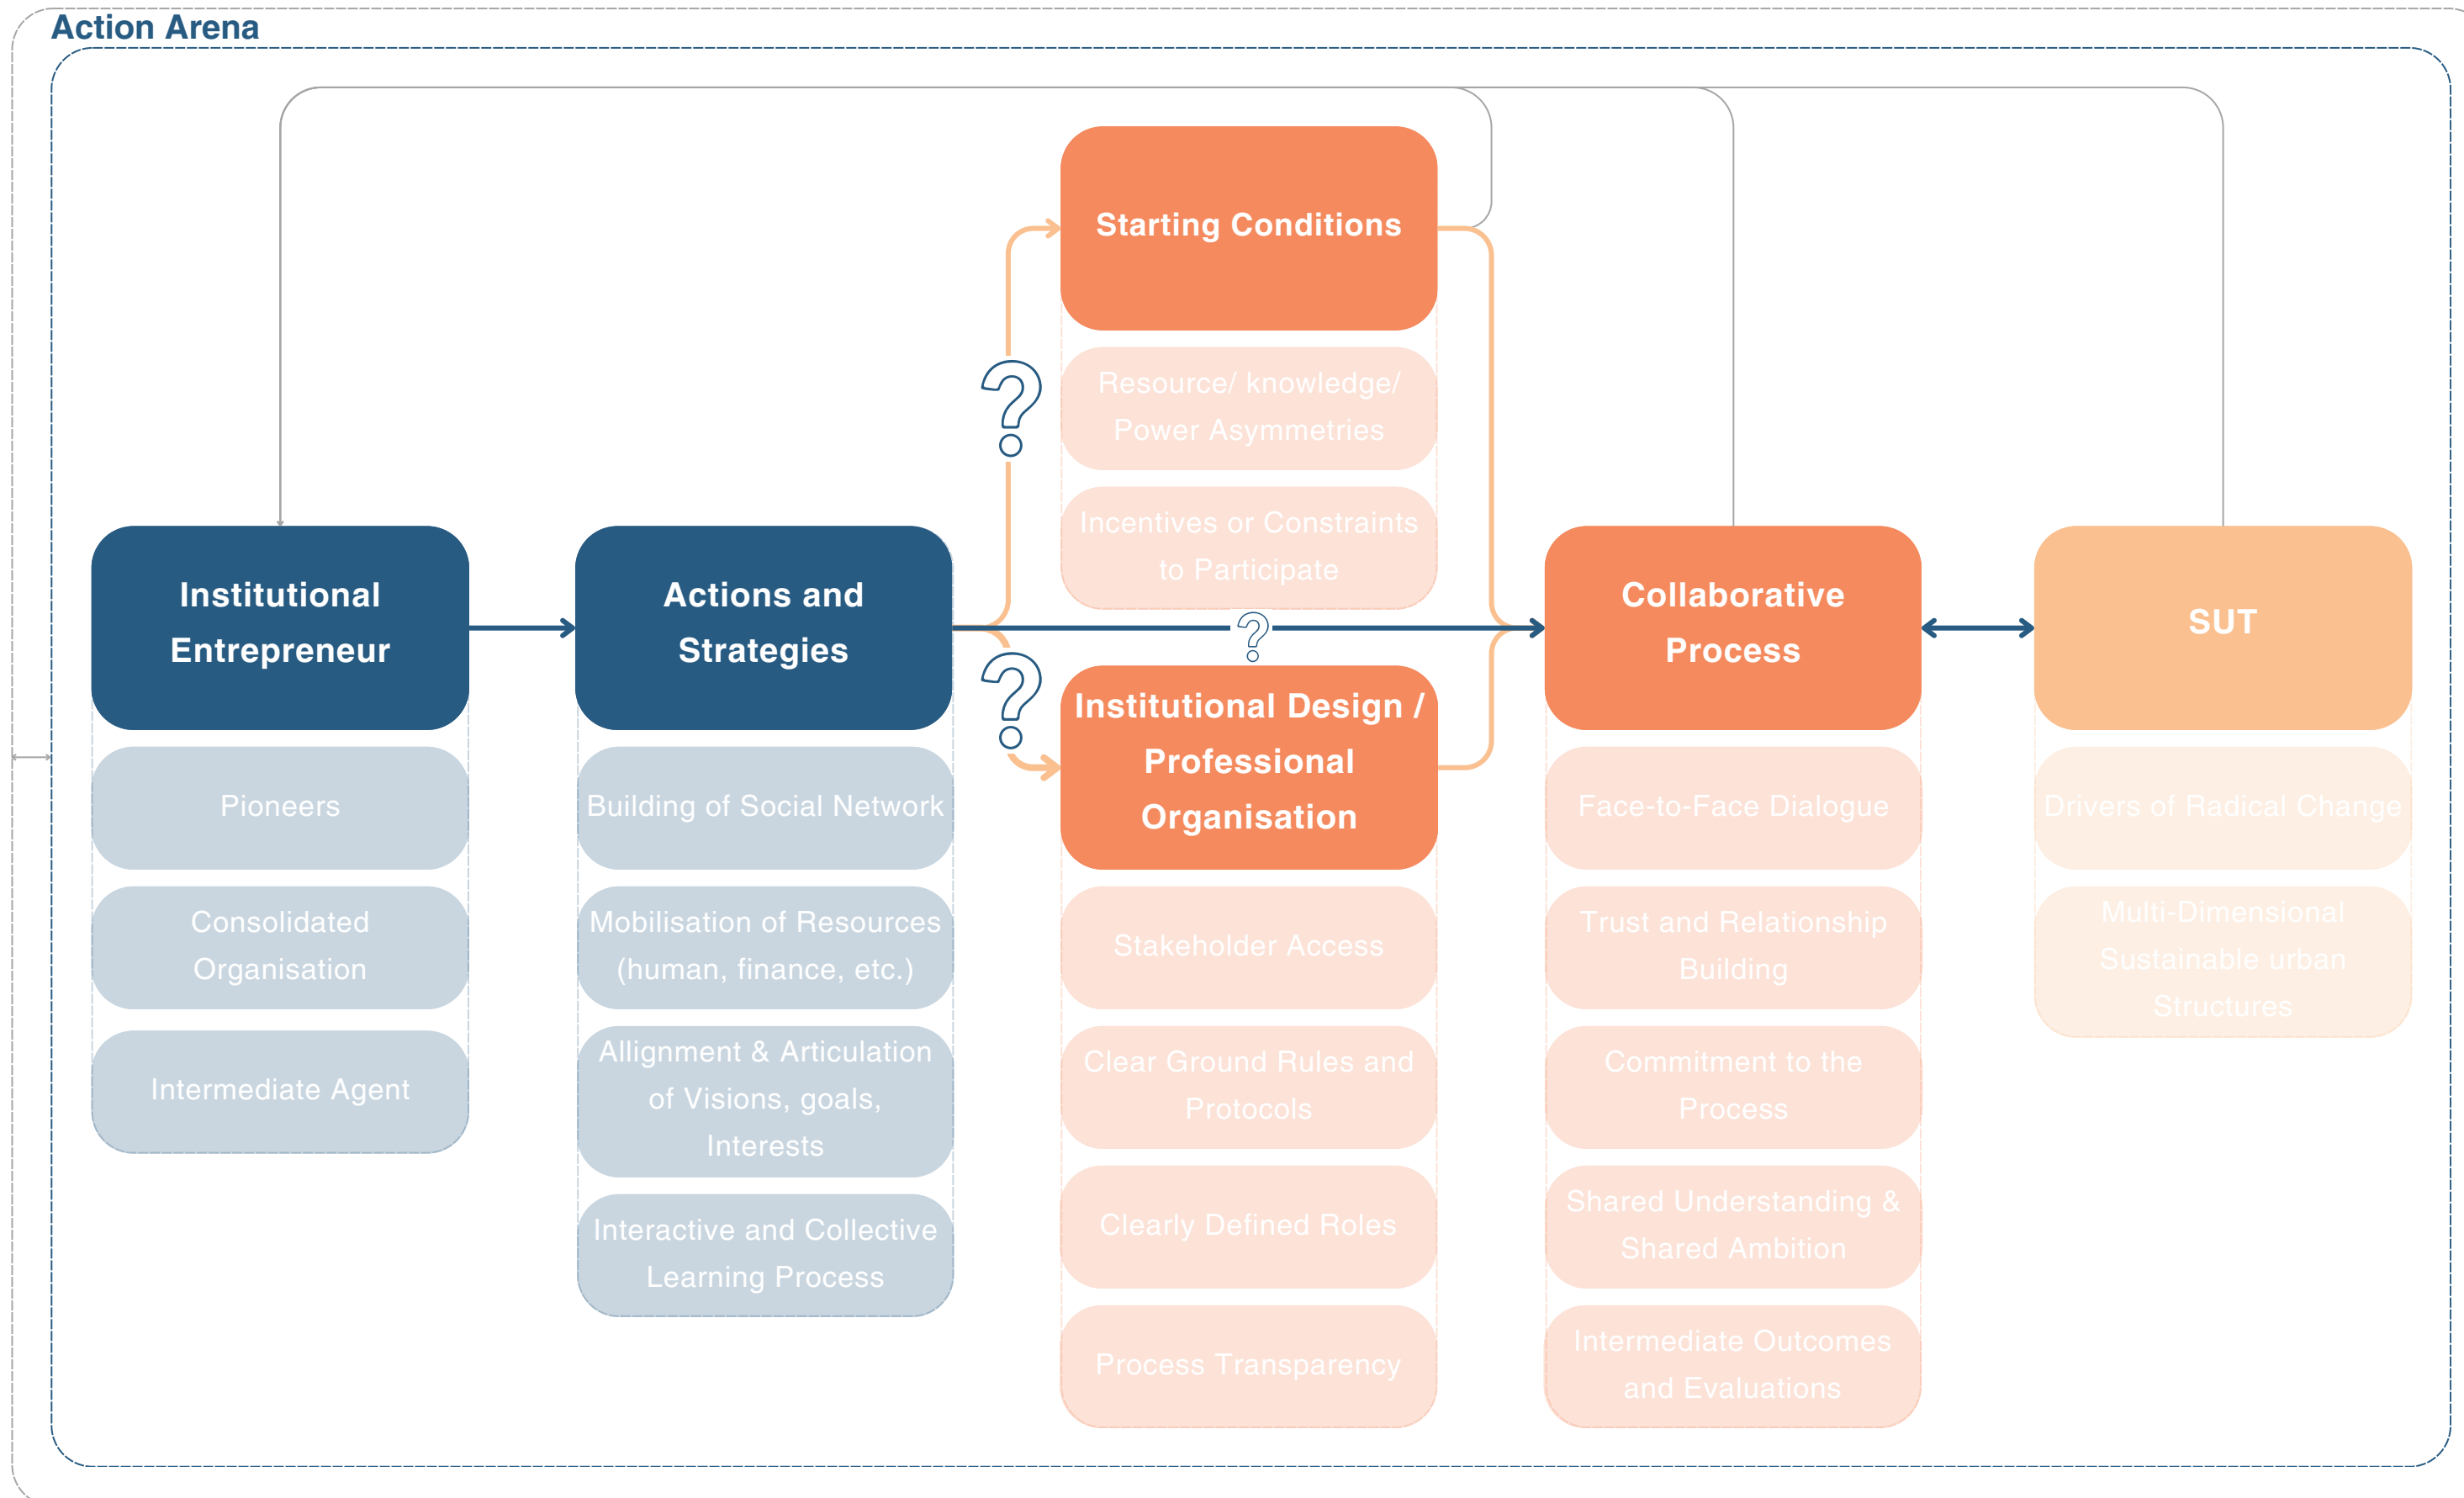 Action Arena
Institutional
Entrepreneur
Pioneers
Consolidated
Organisation
Intermediate Agent
Actions and
Strategies
Building of Social Network
Mobilisation of Resources
(human, finance, etc.)
Allignment & Articulation
of Visions, goals,
Interests
Interactive and Collective
Learning Process
?
?
?
Starting Conditions
Resource/ knowledge/
Power Asymmetries
Incentives or Constraints
to Participate
Institutional Design /
Professional
Organisation
Stakeholder Access
Clear Ground Rules and
Protocols
Clearly Defined Roles
Process Transparency
Collaborative
Process
Face-to-Face Dialogue
Trust and Relationship
Building
Commitment to the
Process
Shared Understanding &
Shared Ambition
Intermediate Outcomes
and Evaluations
SUT
Drivers of Radical Change
Multi-Dimensional
Sustainable urban
Structures